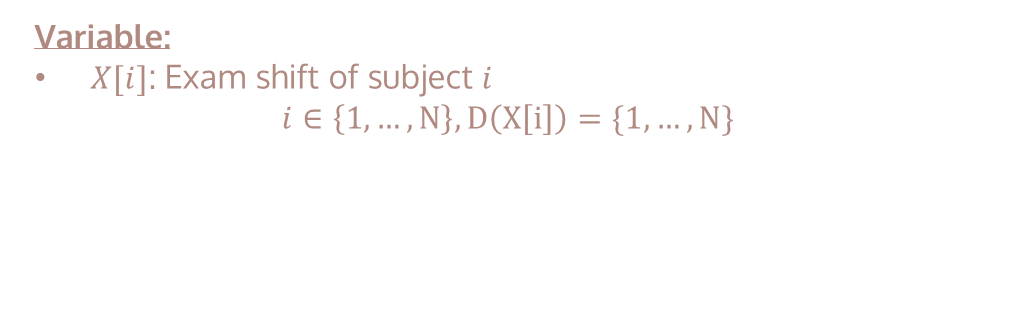 Variable:
• X[i]: Exam shift of subject i
i ∈ {1, … , N}, D(X[i]) = {1, … , N}